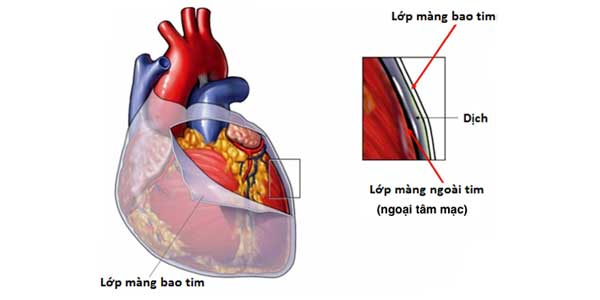 Lớp màng bao tim
Dịch
Lớp màng ngoài tim
(ngoại tâm mạc)
Lớp màng bao tim